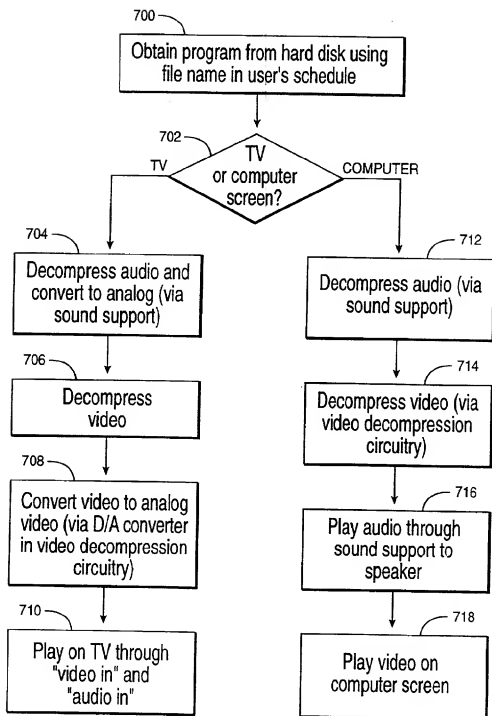 700
Obtain program from hard disk using
file name in user's schedule
702
TV
or computer
screen?
TV
COMPUTER
704
Decompress audio and
convert to analog (via
sound support)
706
Decompress
video
708
Convert video to analog
video (via D/A converter
in video decompression
circuitry)
710
Play on TV through
"video in" and
"audio in"
712
Decompress audio (via
sound support)
714
Decompress video (via
video decompression
circuitry)
716
Play audio through
sound support to
speaker
718
Play video on
computer screen